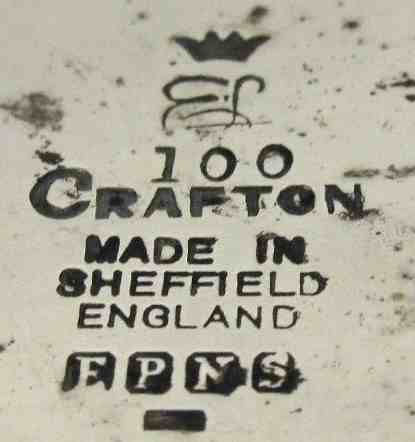 100
CRAFTON
MADE IN
SHEFFIELD
ENGLAND
EPNS